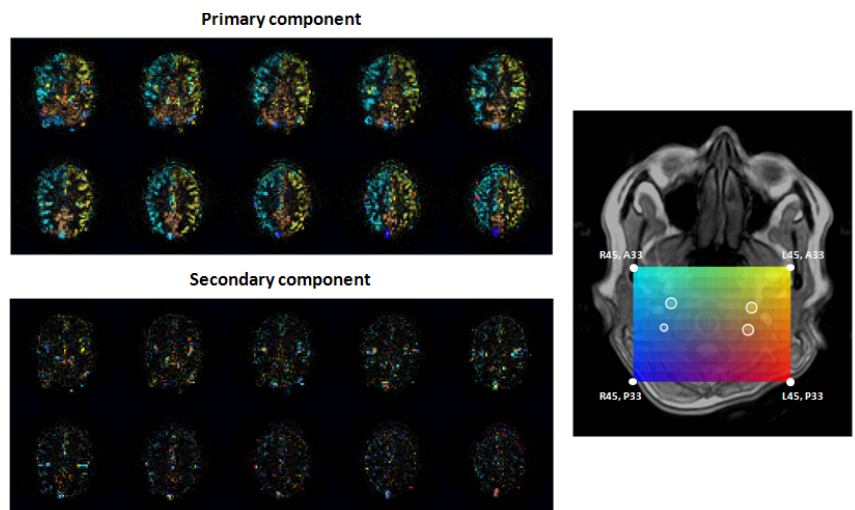 Primary component
Secondary component
R45, A33
L45, A33
R45, P33
L45, P33